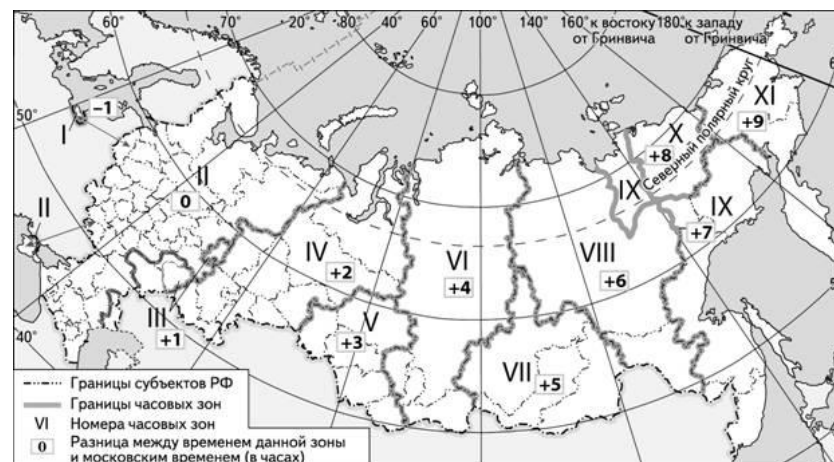 60° 70° 20° 80° 40° 60° 100° 140° 160° к востоку 180° к западу
от Гринвича от Гринвича
50°
40°
Северный полярный круг
I
−1
II
II
0
III
+1
IV
+2
V
+3
VI
+4
VII
+5
VIII
+6
IX
IX
+7
X
+8
XI
+9
Границы субъектов РФ
Границы часовых зон
VI Номера часовых зон
0 Разница между временем данной зоны
и московским временем (в часах)